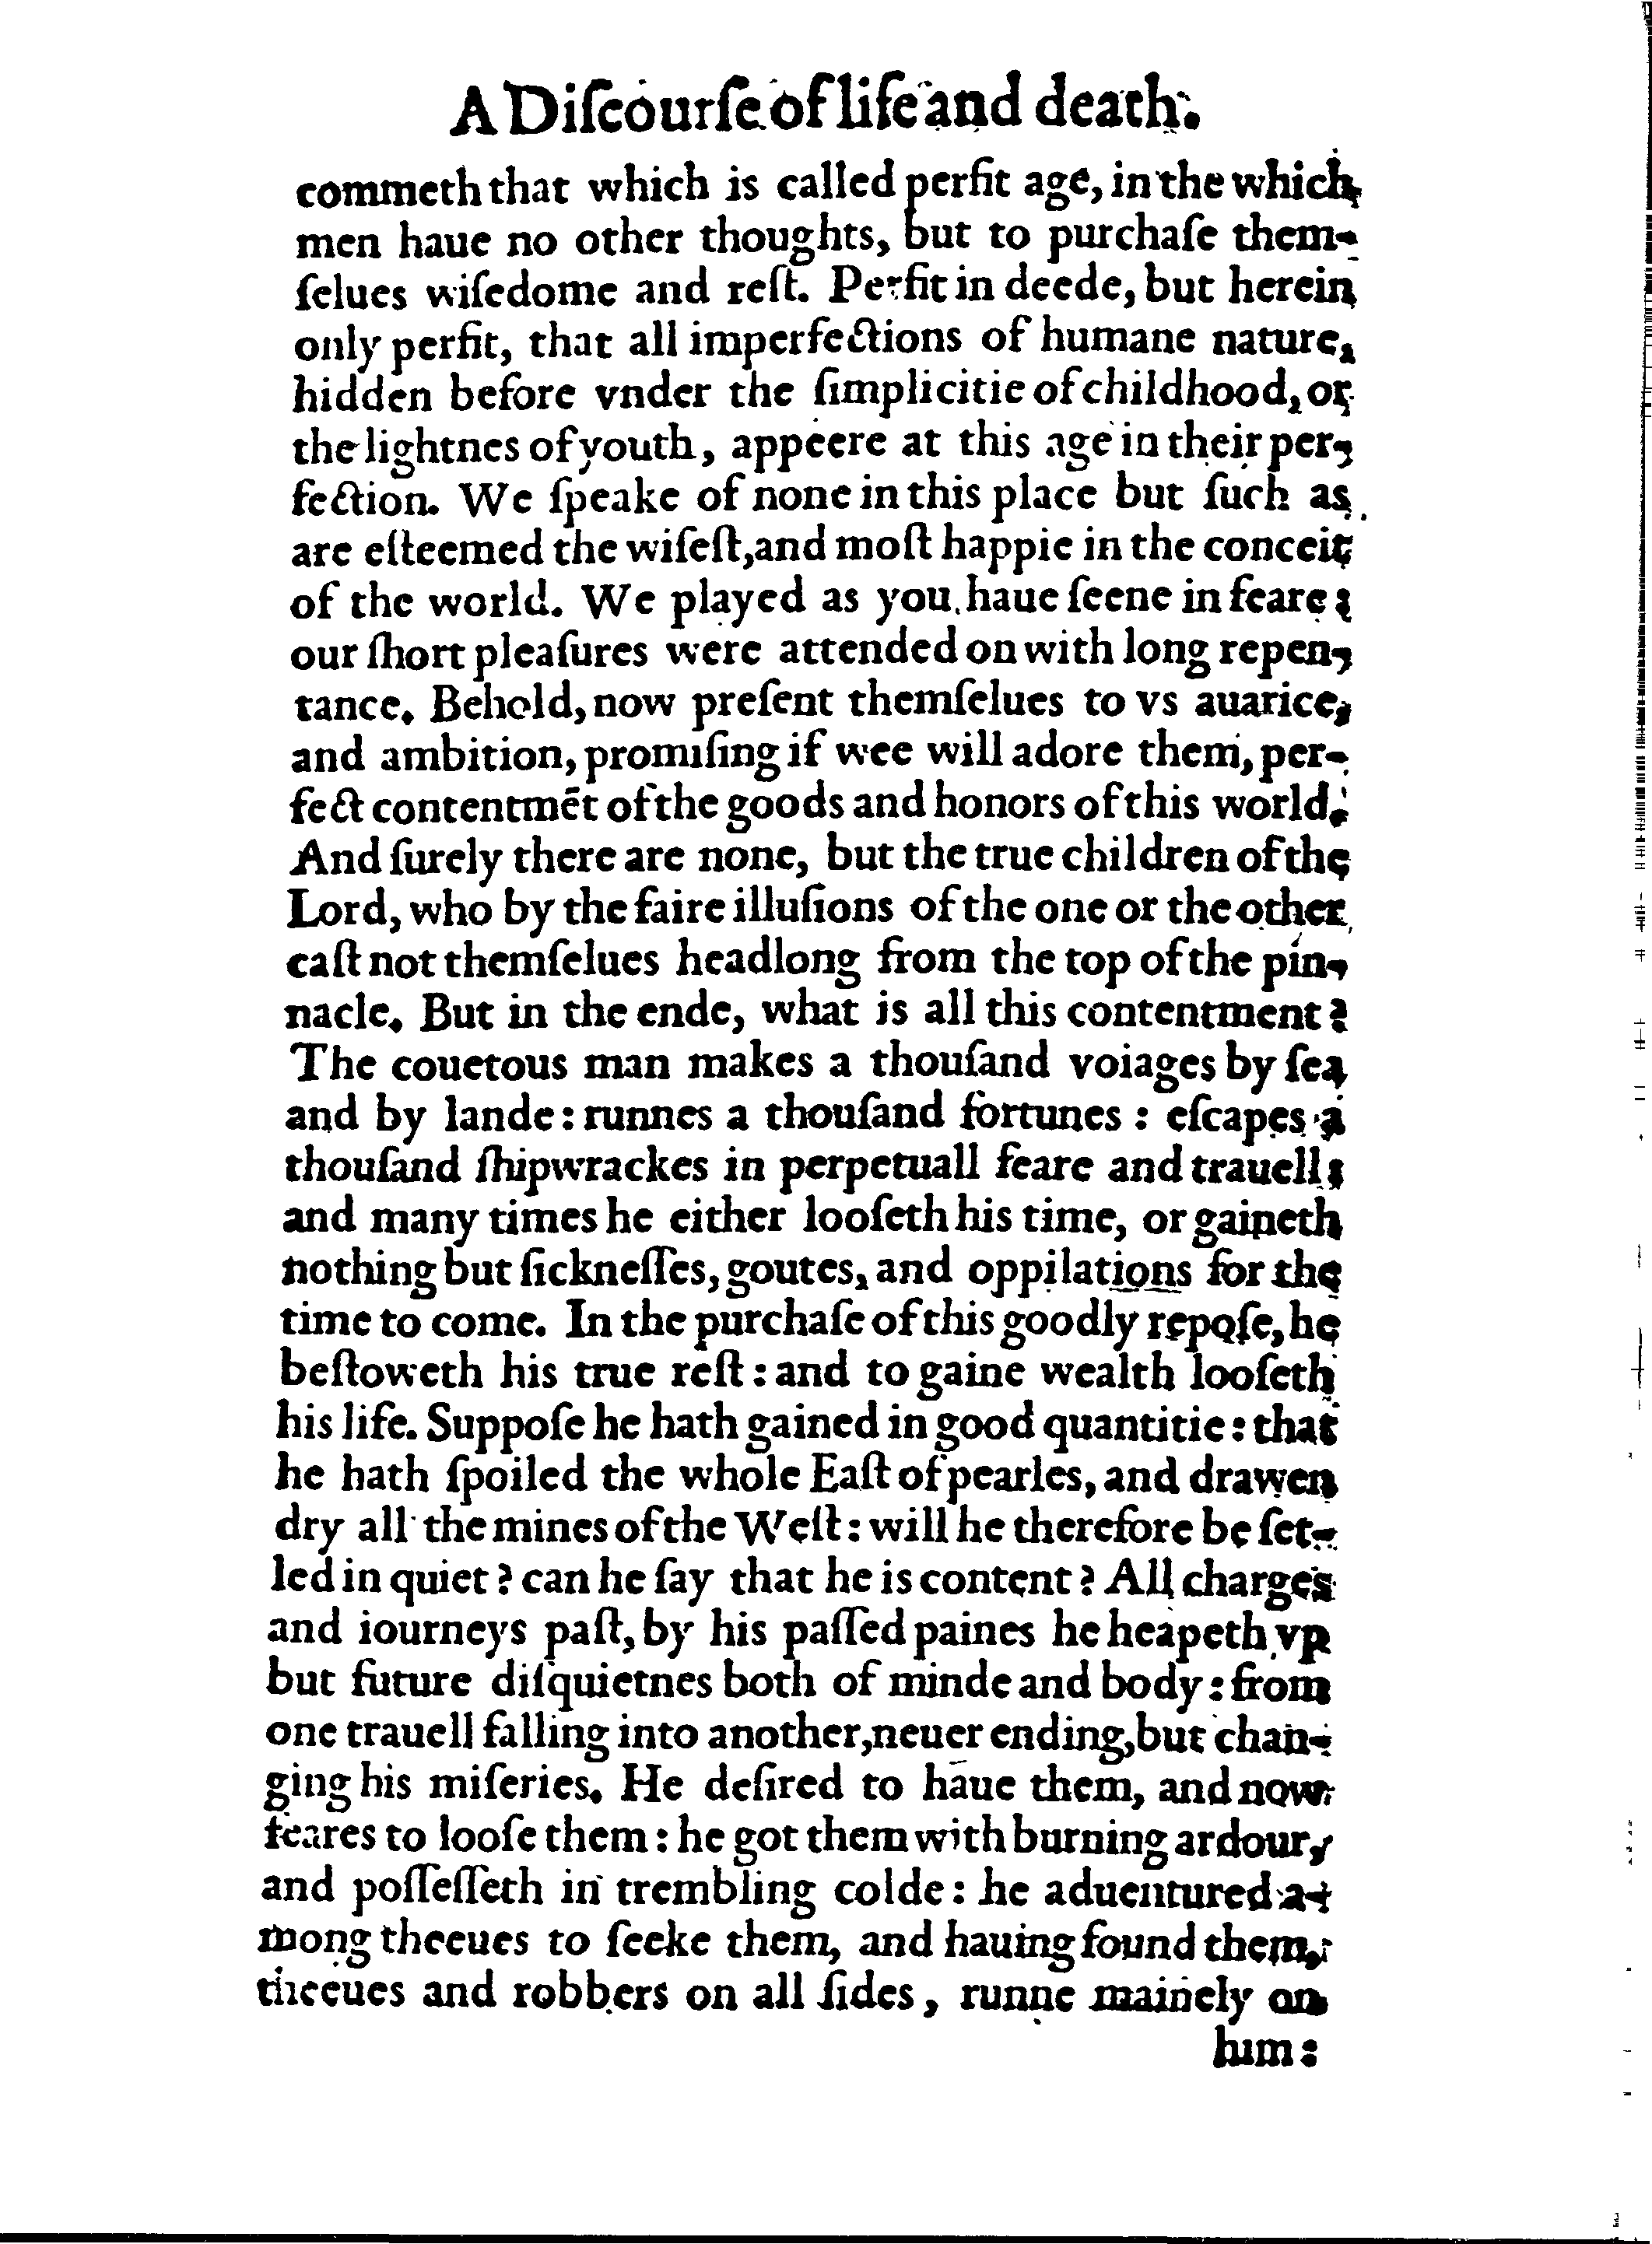 A Diſcourſe of life and death.
commeth that which is called perfit age, in the which
men haue no other thoughts, but to purchaſe them-
ſelues wiſedome and reſt. Perfit in deede, but herein
only perfit, that all imperfections of humane nature,
hidden before vnder the ſimplicitie of childhood, or
the lightnes of youth, appeere at this age in their per-
fection. We ſpeake of none in this place but ſuch as
are eſteemed the wiſeſt, and moſt happie in the conceit
of the world. We played as you haue ſeene in feare:
our ſhort pleaſures were attended on with long repen-
tance. Behold, now preſent themſelues to vs auarice,
and ambition, promiſing if wee will adore them, per-
fect contentmēt of the goods and honors of this world.
And ſurely there are none, but the true children of the
Lord, who by the faire illuſions of the one or the other
caſt not themſelues headlong from the top of the pin-
nacle. But in the ende, what is all this contentment?
The couetous man makes a thouſand voiages by ſea
and by lande: runnes a thouſand fortunes: eſcapes a
thouſand ſhipwrackes in perpetuall feare and trauell:
and many times he either looſeth his time, or gaineth
nothing but ſickneſſes, goutes, and oppilations for the
time to come. In the purchaſe of this goodly repoſe, he
beſtoweth his true reſt: and to gaine wealth looſeth
his life. Suppoſe he hath gained in good quantitie: that
he hath ſpoiled the whole Eaſt of pearles, and drawen
dry all the mines of the Weſt: will he therefore be ſet-
led in quiet? can he ſay that he is content? All charges
and iourneys paſt, by his paſſed paines he heapeth vp
but future diſquietnes both of minde and body: from
one trauell falling into another, neuer ending, but chan-
ging his miſeries. He deſired to haue them, and now
feares to looſe them: he got them with burning ardour,
and poſſeſſeth in trembling colde: he aduentured a-
mong theeues to ſeeke them, and hauing found them,
theeues and robbers on all ſides, runne mainely on
him: